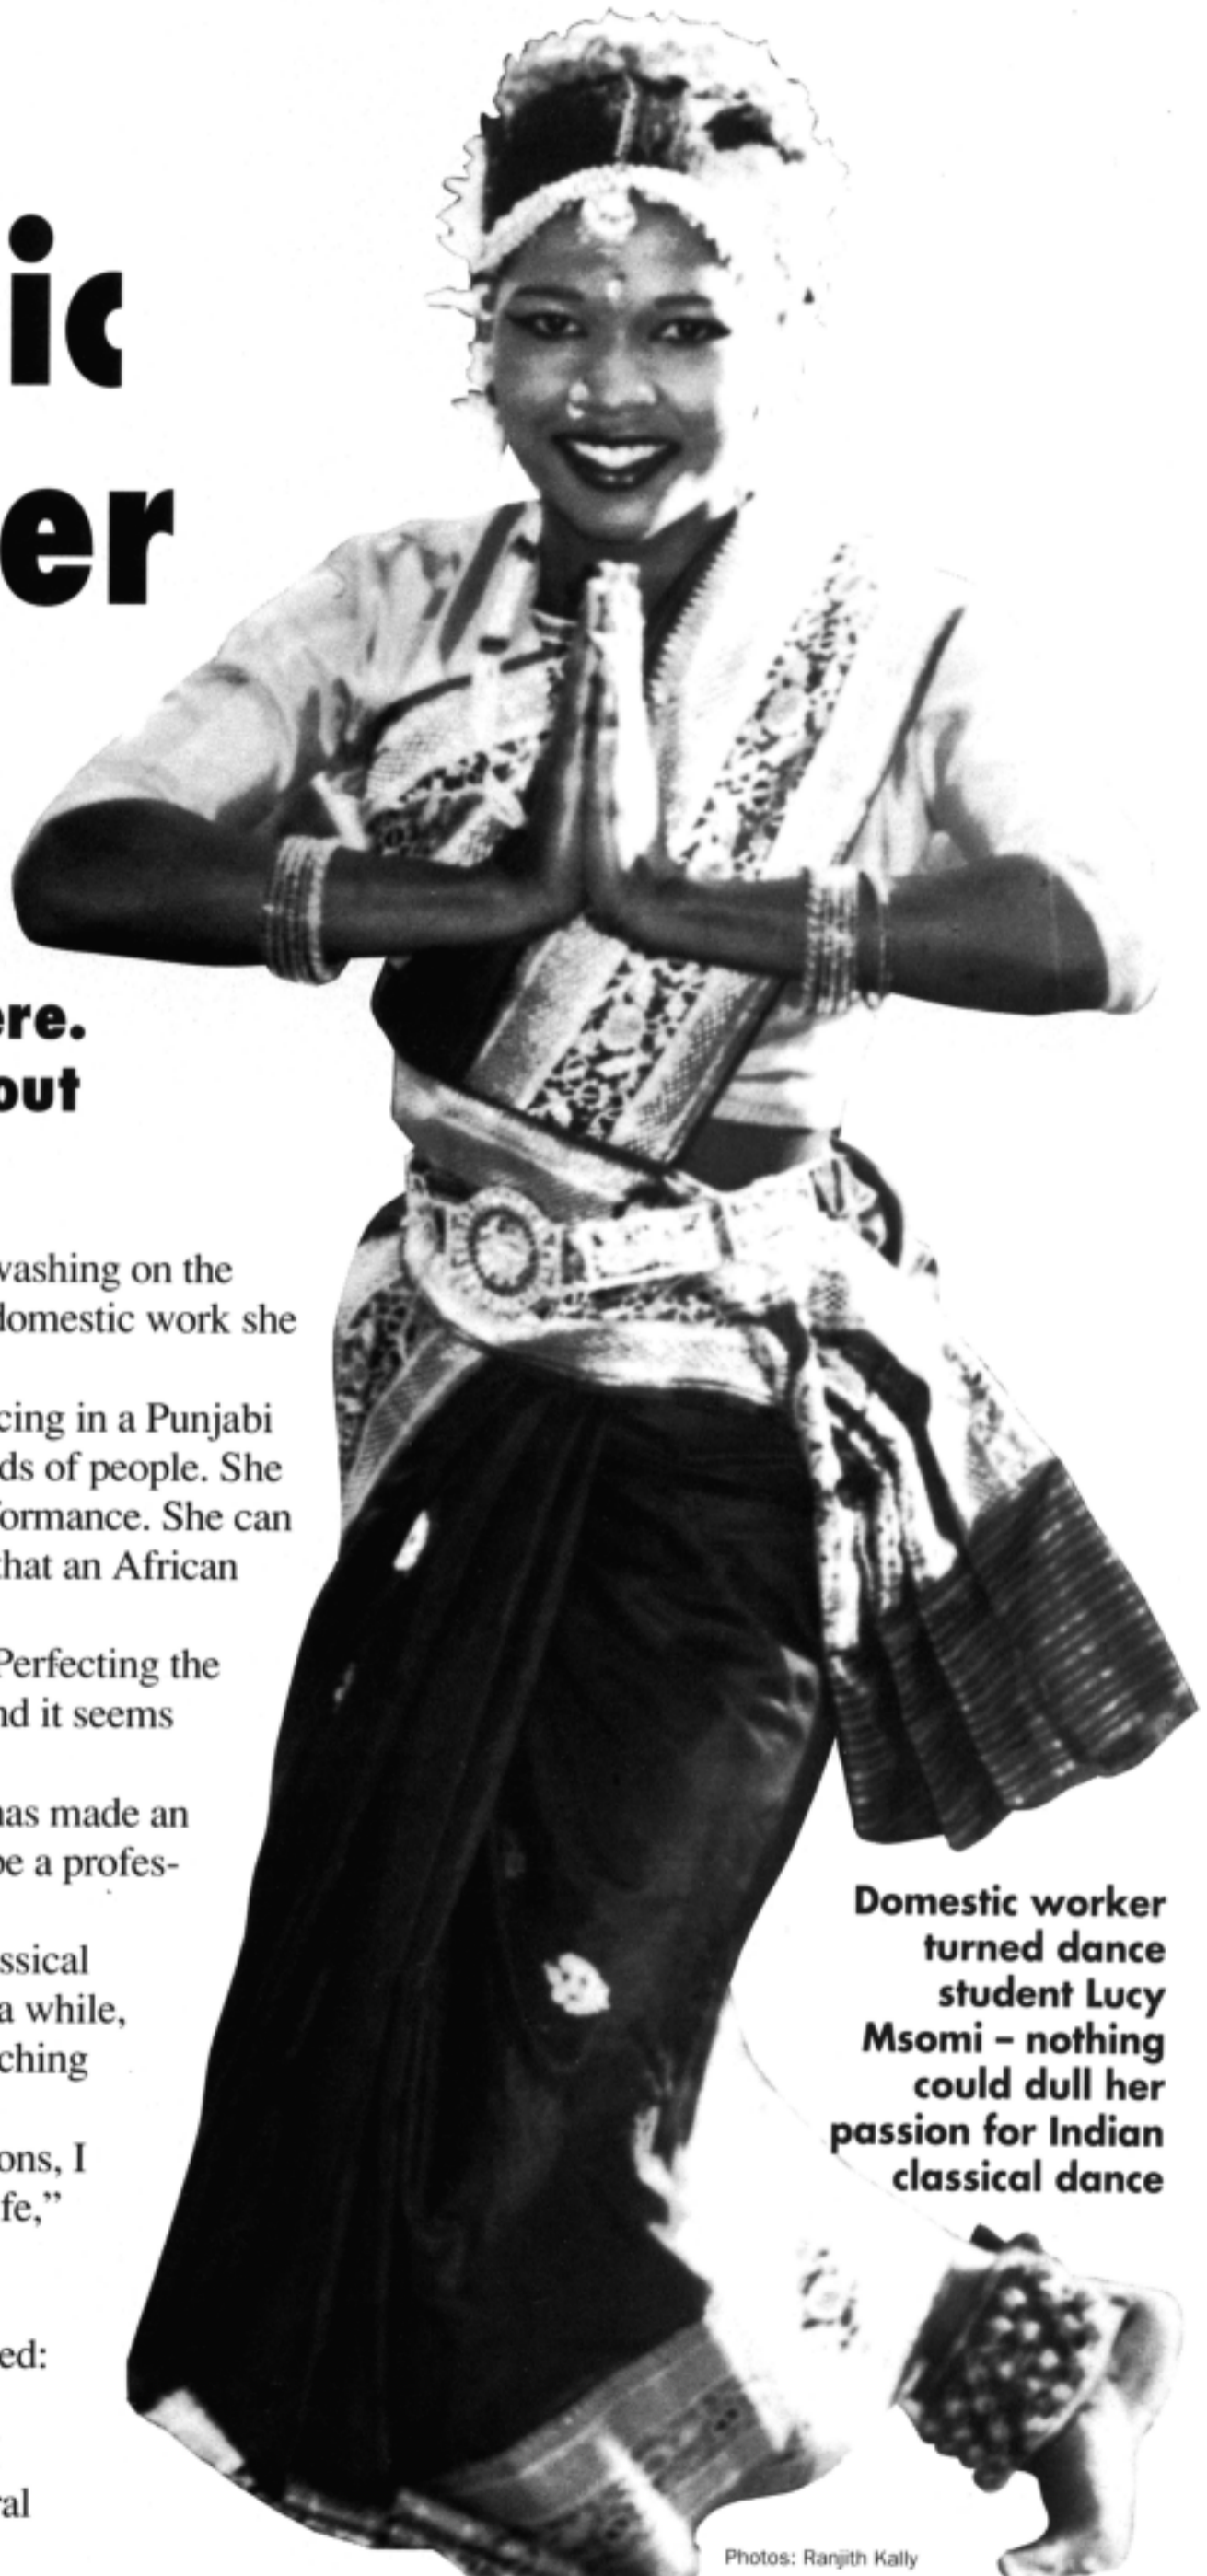 ic
er
ere.
out
washing on the
domestic work she
cing in a Punjabi
ds of people. She
formance. She can
that an African
Perfecting the
nd it seems
has made an
be a profes-
ssical
a while,
ching
ons, I
fe,”
ed:
ral
Domestic worker
turned dance
student Lucy
Msomi – nothing
could dull her
passion for Indian
classical dance
Photos: Ranjith Kally